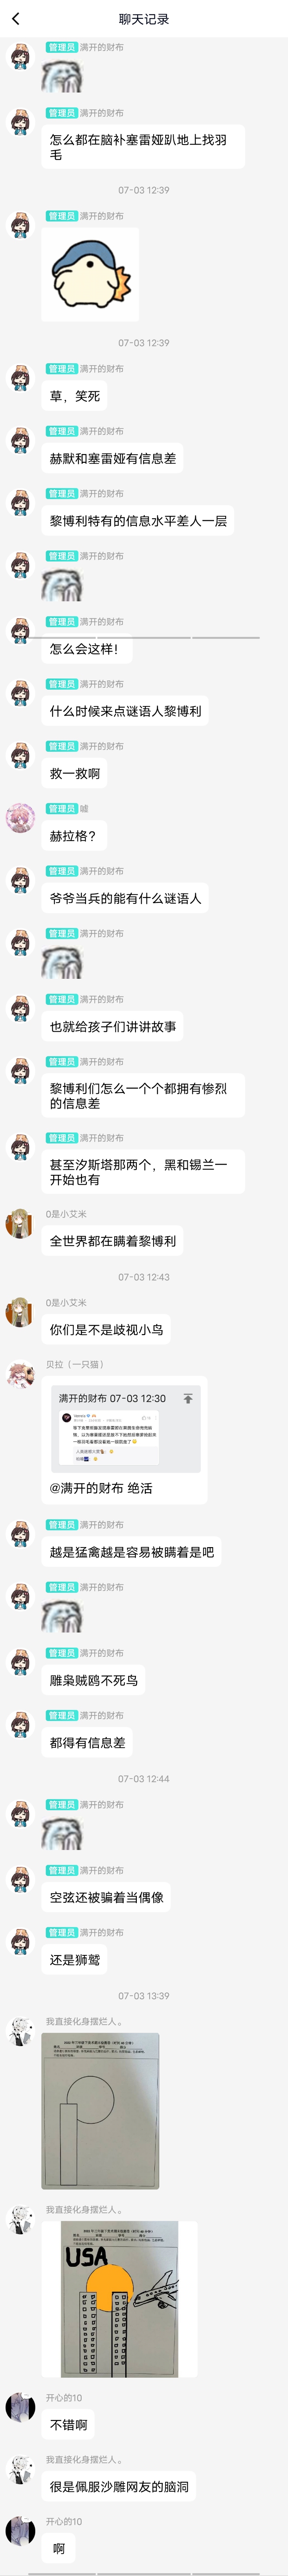 聊天记录
管理员 满开的财布
管理员 满开的财布
怎么都在脑补塞雷娅趴地上找羽
毛
07-03 12:39
管理员 满开的财布
07-03 12:39
管理员 满开的财布
草，笑死
管理员 满开的财布
赫默和塞雷娅有信息差
管理员 满开的财布
黎博利特有的信息水平差人一层
管理员 满开的财布
管理员 满开的财布
怎么会这样！
管理员 满开的财布
什么时候来点谜语人黎博利
管理员 满开的财布
救一救啊
管理员 嘘
赫拉格？
管理员 满开的财布
爷爷当兵的能有什么谜语人
管理员 满开的财布
管理员 满开的财布
也就给孩子们讲讲故事
管理员 满开的财布
黎博利们怎么一个个都拥有惨烈
的信息差
管理员 满开的财布
甚至汐斯塔那两个，黑和锡兰一
开始也有
0是小艾米
全世界都在瞒着黎博利
07-03 12:43
0是小艾米
你们是不是歧视小鸟
贝拉（一只猫）
满开的财布 07-03 12:30
@满开的财布 绝活
管理员 满开的财布
越是猛禽越是容易被瞒着是吧
管理员 满开的财布
管理员 满开的财布
雕枭贼鸥不死鸟
管理员 满开的财布
都得有信息差
07-03 12:44
管理员 满开的财布
管理员 满开的财布
空弦还被骗着当偶像
管理员 满开的财布
还是狮鹫
07-03 13:39
我直接化身摆烂人。
我直接化身摆烂人。
USA
开心的10
不错啊
我直接化身摆烂人。
很是佩服沙雕网友的脑洞
开心的10
啊